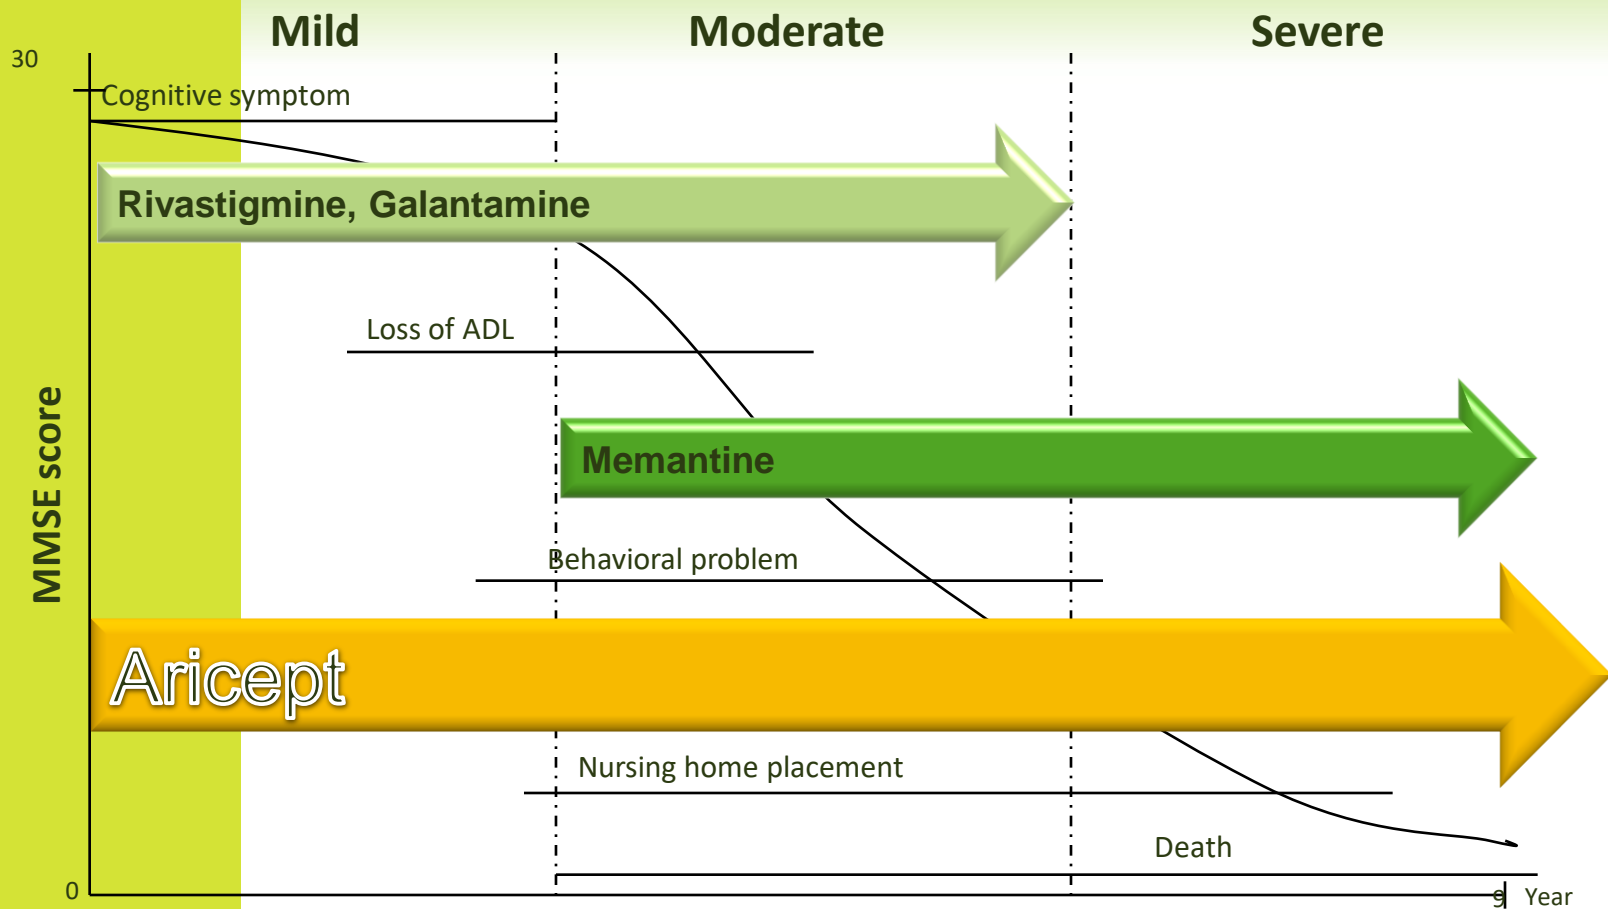 Mild
Moderate
Severe
30
Cognitive symptom
Rivastigmine, Galantamine
Loss of ADL
MMSE score
Memantine
Behavioral problem
Aricept
Nursing home placement
Death
0
9
Year